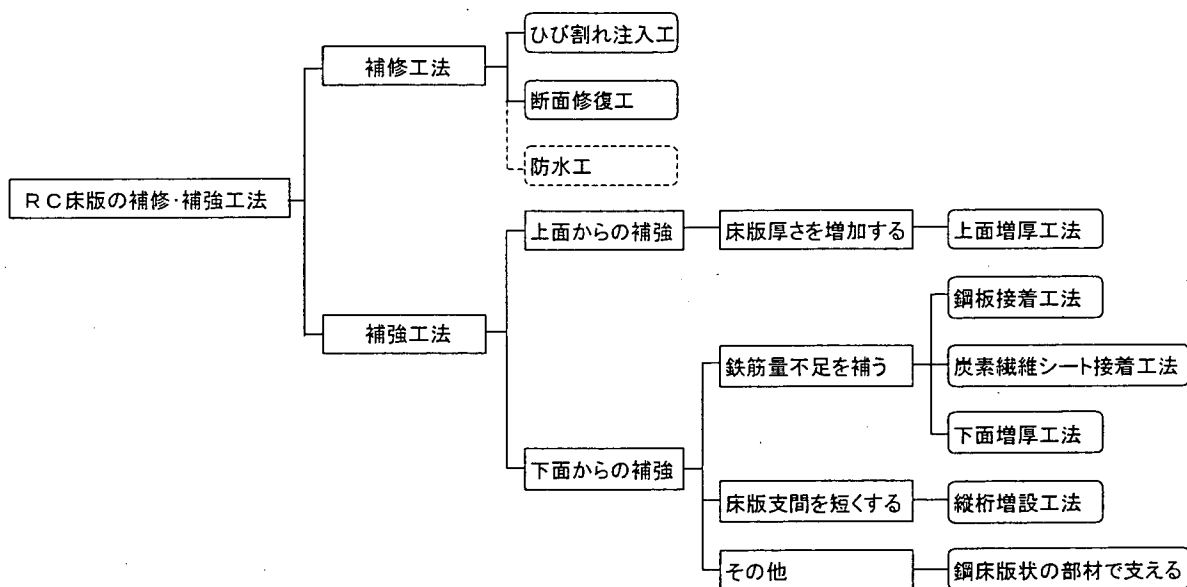 RC床版の補修・補強工法
補修工法
ひび割れ注入工
断面修復工
防水工
補強工法
上面からの補強
床版厚さを増加する
上面増厚工法
下面からの補強
鉄筋量不足を補う
鋼板接着工法
炭素繊維シート接着工法
下面増厚工法
床版支間を短くする
縦桁増設工法
その他
鋼床版状の部材で支える